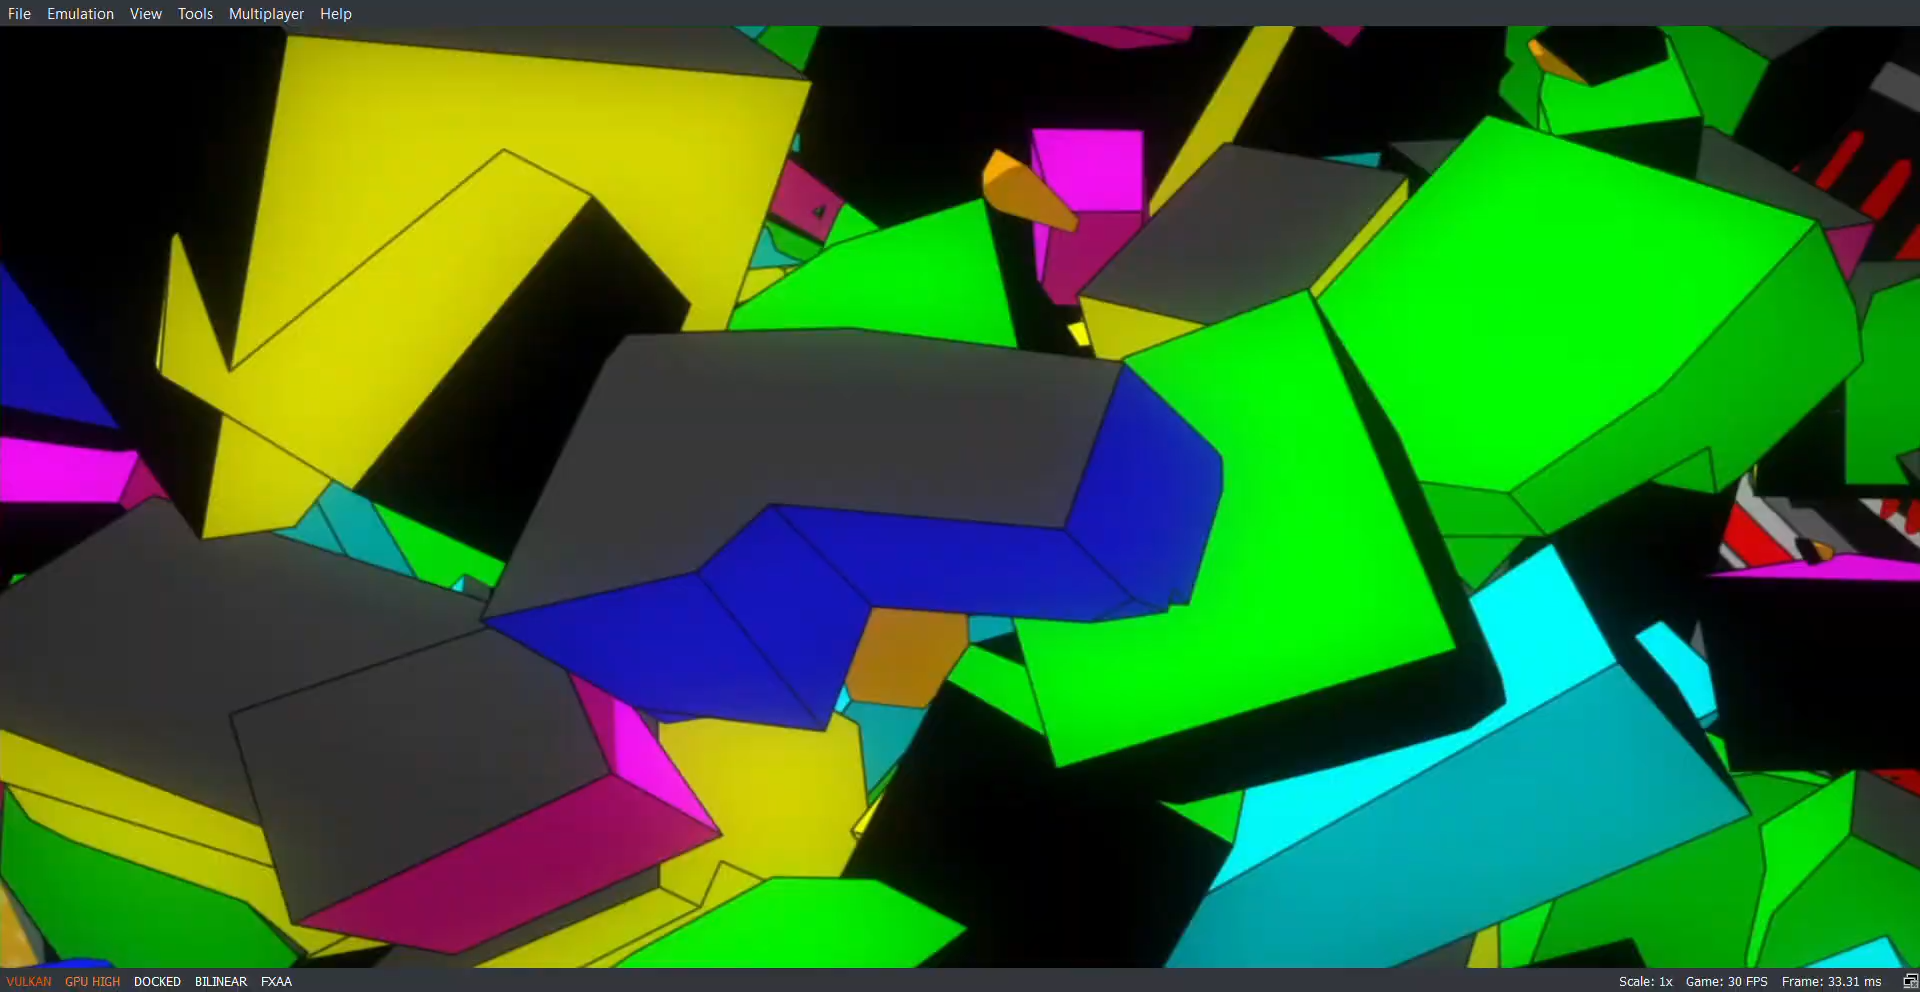 File Emulation View Tools Multiplayer Help
VULKAN GPU HIGH DOCKED BILINEAR FXAA Scale: 1x Game: 30 FPS Frame: 33.31 ms